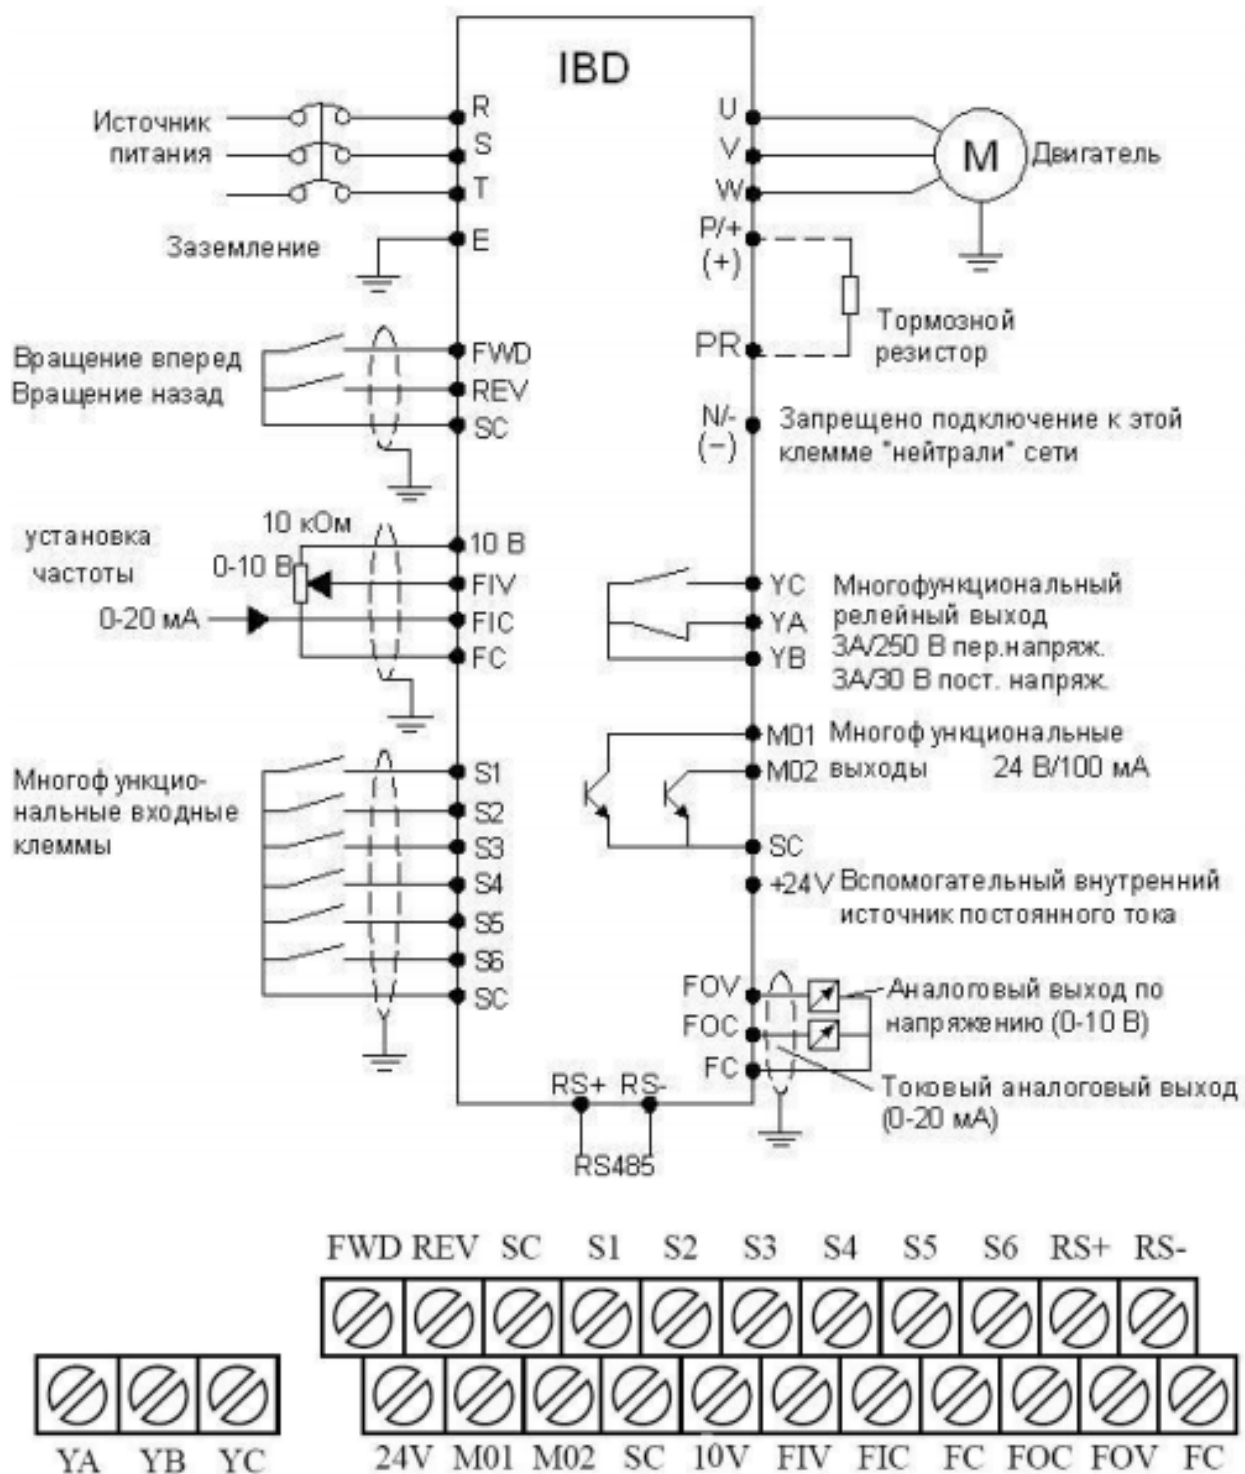 IBD
Источник
питания
R
S
T
Заземление
E
U
V
W
M
Двигатель
P/+
(+)
PR
Тормозной
резистор
N/-
(−)
Запрещено подключение к этой
клемме "нейтрали" сети
Вращение вперед
Вращение назад
FWD
REV
SC
установка
частоты
10 кОм
0-10 В
0-20 мА
10 В
FIV
FIC
FC
YC
YA
YB
Многофункциональный
релейный выход
3А/250 В пер.напряж.
3А/30 В пост. напряж.
M01 Многофункциональные
M02 выходы 24 В/100 мА
SC
+24V Вспомогательный внутренний
источник постоянного тока
Многофункцио-
нальные входные
клеммы
S1
S2
S3
S4
S5
S6
SC
FOV
FOC
FC
Аналоговый выход по
напряжению (0-10 В)
Токовый аналоговый выход
(0-20 мА)
RS+ RS-
RS485
FWD REV SC S1 S2 S3 S4 S5 S6 RS+ RS-
YA YB YC
24V M01 M02 SC 10V FIV FIC FC FOC FOV FC